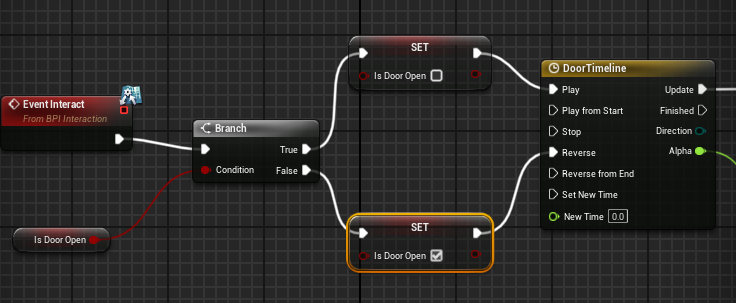 Event Interact
From BPI Interaction
Branch
True
Condition
False
Is Door Open
SET
Is Door Open
SET
Is Door Open
DoorTimeline
Play
Update
Play from Start
Finished
Stop
Direction
Reverse
Alpha
Reverse from End
Set New Time
New Time 0.0